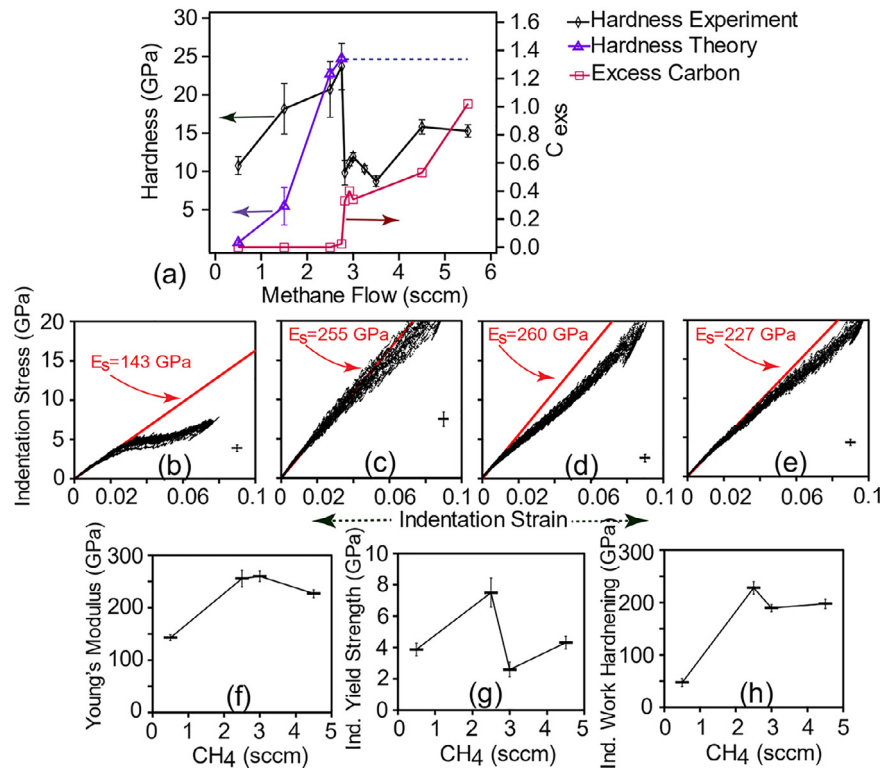 Hardness Experiment
Hardness Theory
Excess Carbon
Hardness (GPa)
30
25
20
15
10
5
1.6
1.4
1.2
1.0
0.8
0.6
0.4
0.2
0.0
C exs
(a)
0 1 2 3 4 5 6
Methane Flow (sccm)
Indentation Stress (GPa)
20
15
10
5
0
Es=143 GPa
(b)
0 0.02 0.06 0.1
Es=255 GPa
(c)
0 0.02 0.06 0.1
Es=260 GPa
(d)
0 0.02 0.06 0.1
Es=227 GPa
(e)
0 0.02 0.06 0.1
Indentation Strain
Young's Modulus (GPa)
300
250
150
50
0
(f)
0 1 2 3 4 5
CH4 (sccm)
Ind. Yield Strength (GPa)
10
8
6
4
2
0
(g)
0 1 2 3 4 5
CH4 (sccm)
Ind. Work Hardnening (GPa)
300
200
100
0
(h)
0 1 2 3 4 5
CH4 (sccm)